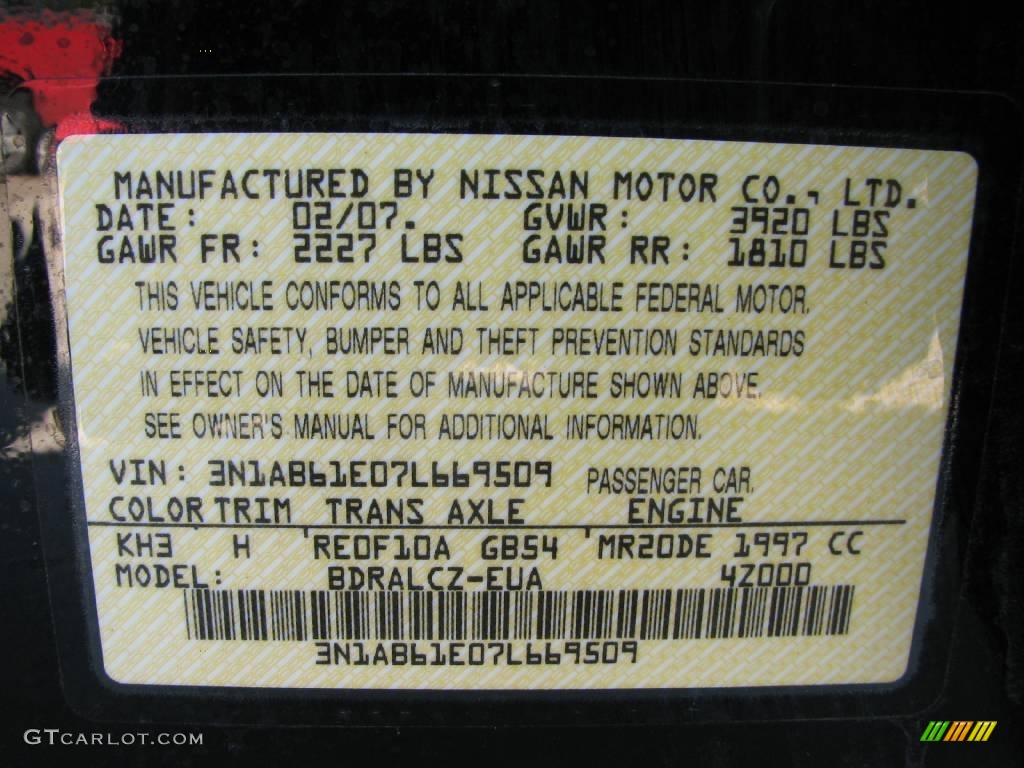 MANUFACTURED BY NISSAN MOTOR CO., LTD.
DATE: 02/07. GVWR: 3920 LBS
GAWR FR: 2227 LBS GAWR RR: 1810 LBS
THIS VEHICLE CONFORMS TO ALL APPLICABLE FEDERAL MOTOR.
VEHICLE SAFETY, BUMPER AND THEFT PREVENTION STANDARDS
IN EFFECT ON THE DATE OF MANUFACTURE SHOWN ABOVE.
SEE OWNER'S MANUAL FOR ADDITIONAL INFORMATION.
VIN: 3N1AB61E07L669509 PASSENGER CAR.
COLOR TRIM TRANS AXLE ENGINE
KH3 H RE0F10A GB54 MR20DE 1997 CC
MODEL: BDRALCZ-EUA 42000
3N1AB61E07L669509
GTCARLOT.COM